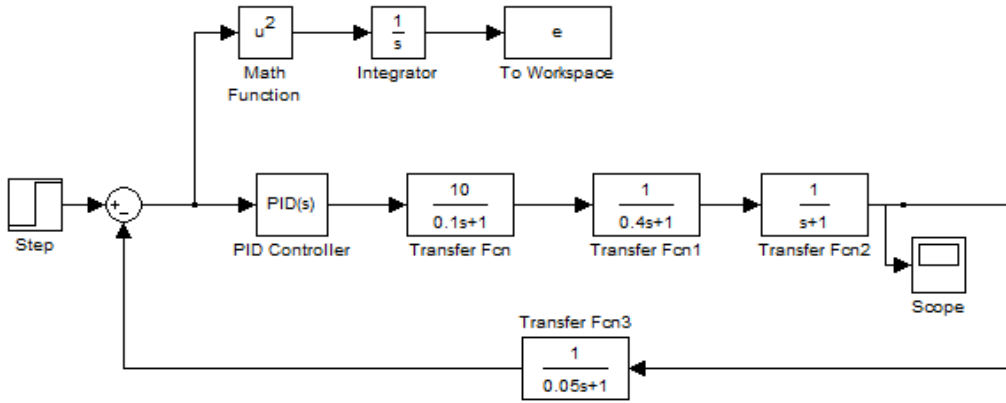 u²
1
s
e
Math
Function
Integrator
To Workspace
+
−
PID(s)
10
0.1s+1
1
0.4s+1
1
s+1
Step
PID Controller
Transfer Fcn
Transfer Fcn1
Transfer Fcn2
Scope
Transfer Fcn3
1
0.05s+1